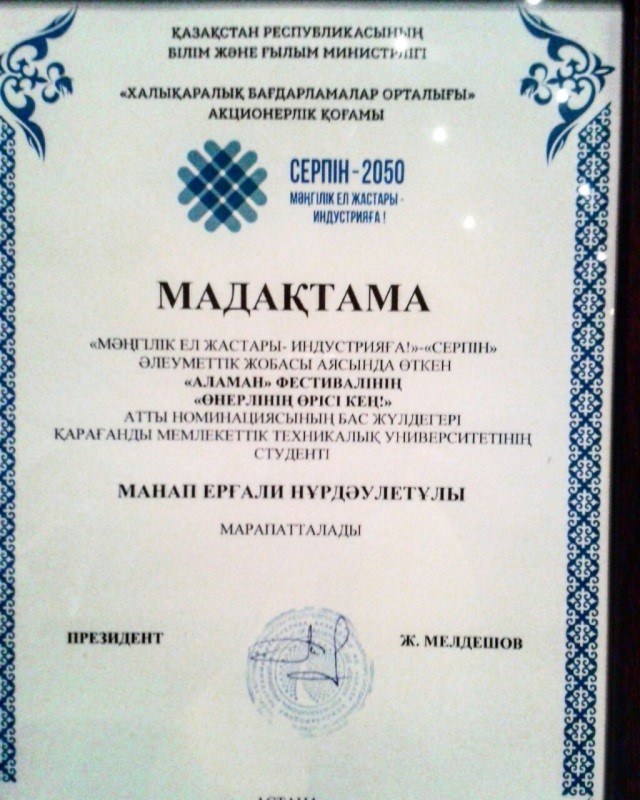 ҚАЗАҚСТАН РЕСПУБЛИКАСЫНЫҢ
БІЛІМ ЖӘНЕ ҒЫЛЫМ МИНИСТРЛІГІ
«ХАЛЫҚАРАЛЫҚ БАҒДАРЛАМАЛАР ОРТАЛЫҒЫ»
АКЦИОНЕРЛІК ҚОҒАМЫ
СЕРПІН - 2050
МӘҢГІЛІК ЕЛ ЖАСТАРЫ -
ИНДУСТРИЯҒА !
МАДАҚТАМА
«МӘҢГІЛІК ЕЛ ЖАСТАРЫ- ИНДУСТРИЯҒА!»-«СЕРПІН»
ӘЛЕУМЕТТІК ЖОБАСЫ АЯСЫНДА ӨТКЕН
«АЛАМАН» ФЕСТИВАЛІНІҢ
«ӨНЕРЛІНІҢ ӨРІСІ КЕҢ!»
АТТЫ НОМИНАЦИЯСЫНЫҢ БАС ЖҮЛДЕГЕРІ
ҚАРАҒАНДЫ МЕМЛЕКЕТТІК ТЕХНИКАЛЫҚ УНИВЕРСИТЕТІНІҢ
СТУДЕНТІ
МАНАП ЕРҒАЛИ НҰРДӘУЛЕТҰЛЫ
МАРАПАТТАЛАДЫ
ПРЕЗИДЕНТ
Ж. МЕЛДЕШОВ
АСТАНА